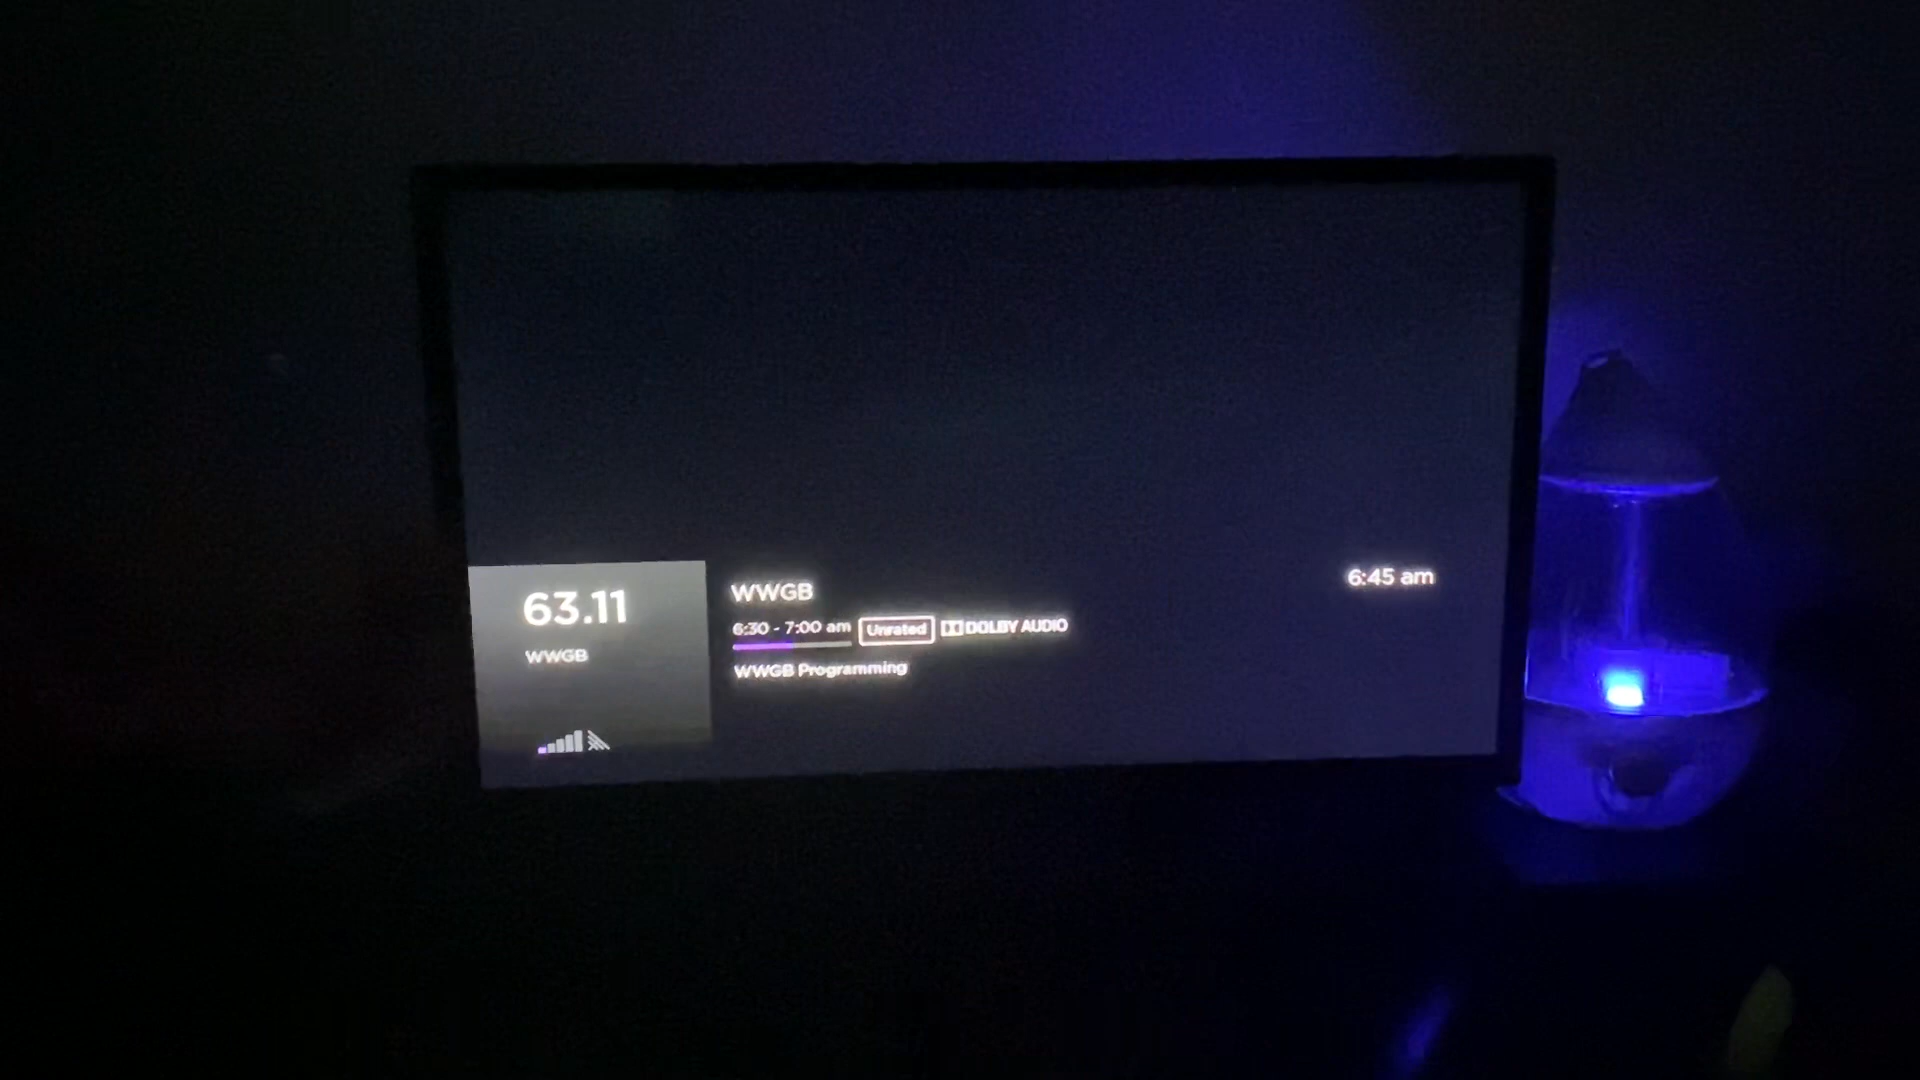 63.11
WWGB
WWGB
6:30 - 7:00 am Unrated DOLBY AUDIO
WWGB Programming
6:45 am